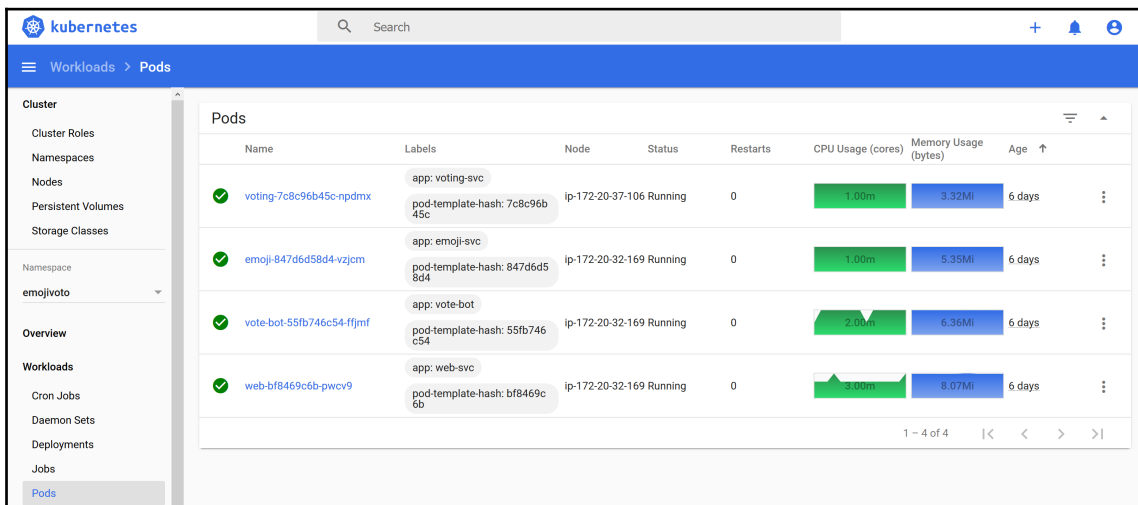 kubernetes
Search
Workloads > Pods
Cluster
Cluster Roles
Namespaces
Nodes
Persistent Volumes
Storage Classes
Namespace
emojivoto
Overview
Workloads
Cron Jobs
Daemon Sets
Deployments
Jobs
Pods
Pods
Name Labels Node Status Restarts CPU Usage (cores) Memory Usage (bytes) Age
app: voting-svc
voting-7c8c96b45c-npdmx pod-template-hash: 7c8c96b ip-172-20-37-106 Running 0 1.00m 3.32Mi 6 days
45c
app: emoji-svc
emoji-847d6d58d4-vzjcm pod-template-hash: 847d6d5 ip-172-20-32-169 Running 0 1.00m 5.35Mi 6 days
8d4
app: vote-bot
vote-bot-55fb746c54-ffjmf pod-template-hash: 55fb746 ip-172-20-32-169 Running 0 2.00m 6.36Mi 6 days
c54
app: web-svc
web-bf8469c6b-pwcv9 pod-template-hash: bf8469c ip-172-20-32-169 Running 0 3.00m 8.07Mi 6 days
6b
1 – 4 of 4